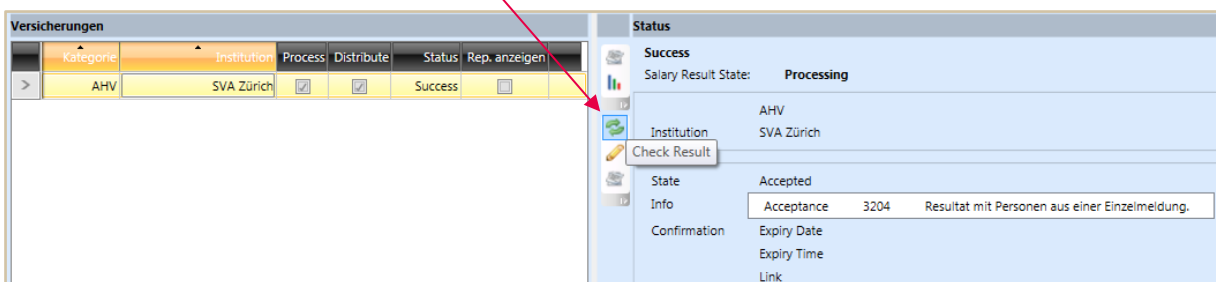 Versicherungen
Kategorie Institution Process Distribute Status Rep. anzeigen
> AHV SVA Zürich Success
Status
Success
Salary Result State: Processing
AHV
Institution SVA Zürich
Check Result
State Accepted
Info Acceptance 3204 Resultat mit Personen aus einer Einzelmeldung.
Confirmation Expiry Date
Expiry Time
Link